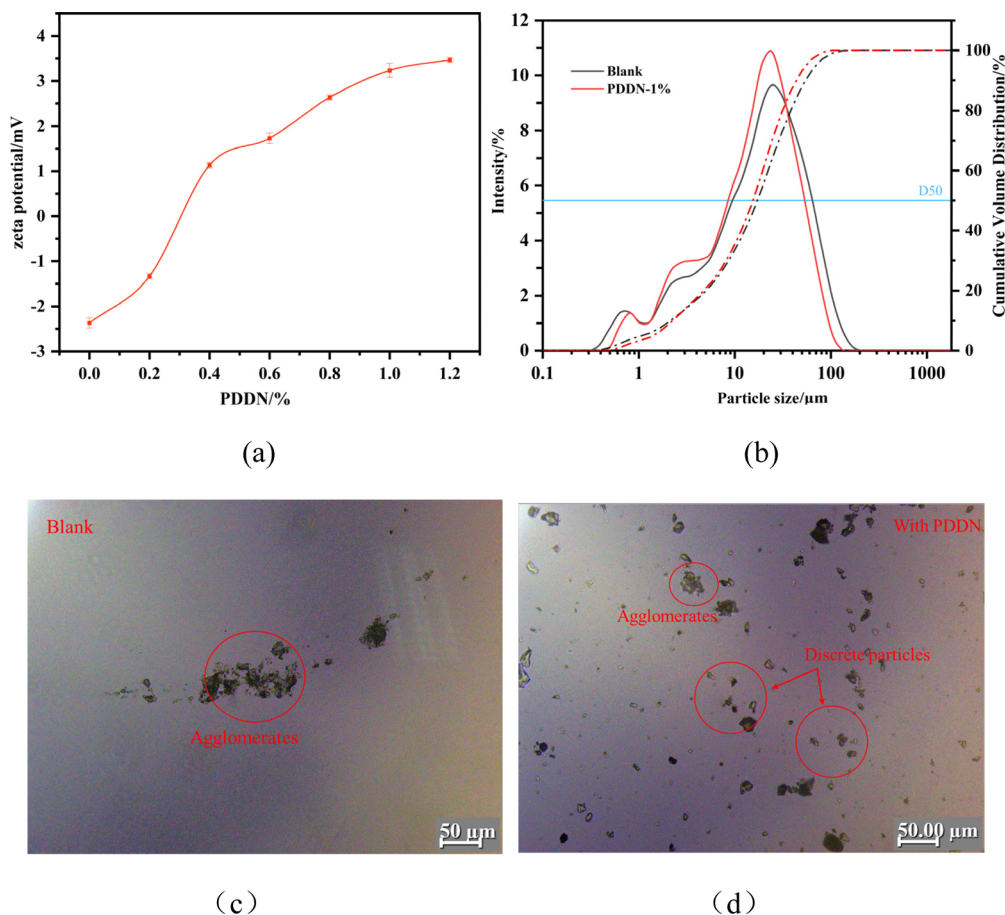 4
3
2
1
0
-1
-2
-3
zeta potential/mV
0.0 0.2 0.4 0.6 0.8 1.0 1.2
PDDN/%
(a)
12
10
8
6
4
2
0
Intensity/%
Blank
PDDN-1%
D50
100
80
60
40
20
0
Cumulative Volume Distribution/%
0.1 1 10 100 1000
Particle size/μm
(b)
Blank
Agglomerates
50 μm
(c)
With PDDN
Agglomerates
Discrete particles
50.00 μm
(d)